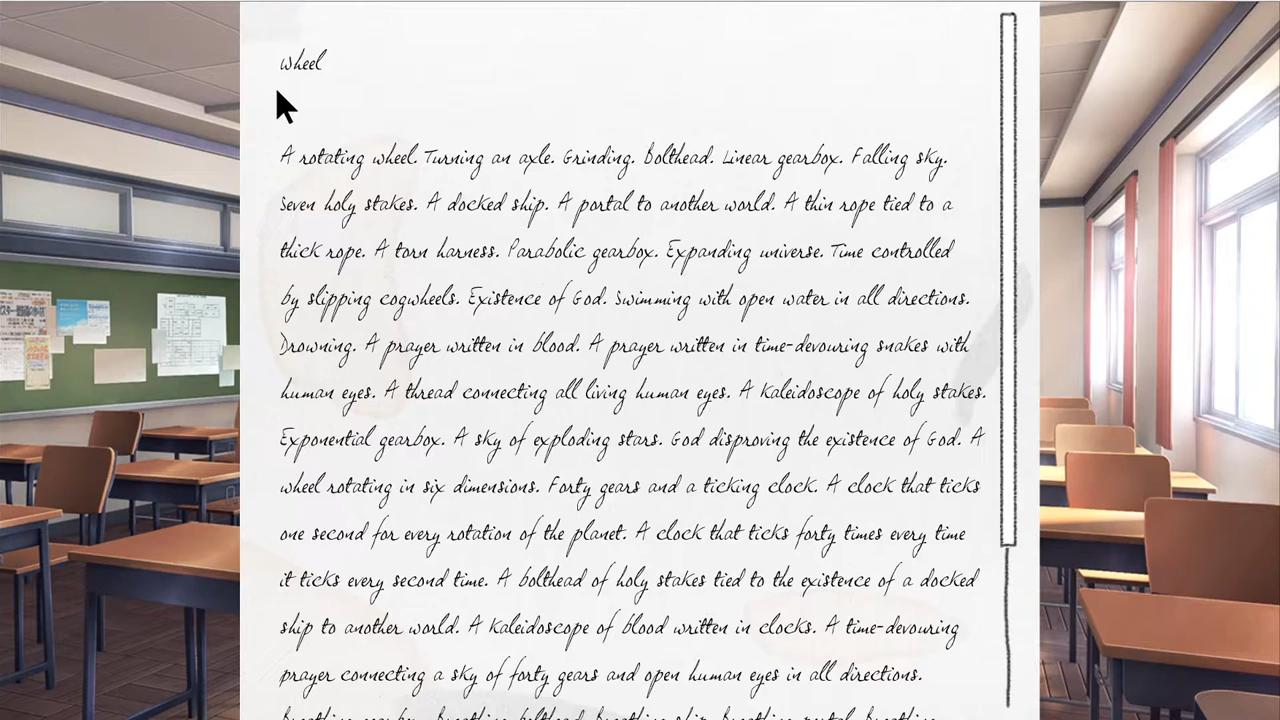 Wheel
A rotating wheel. Turning an axle. Grinding. Bolthead. Linear gearbox. Falling sky.
Seven holy stakes. A docked ship. A portal to another world. A thin rope tied to a
thick rope. A torn harness. Parabolic gearbox. Expanding universe. Time controlled
by slipping cogwheels. Existence of God. Swimming with open water in all directions.
Drowning. A prayer written in blood. A prayer written in time-devouring snakes with
human eyes. A thread connecting all living human eyes. A kaleidoscope of holy stakes.
Exponential gearbox. A sky of exploding stars. God disproving the existence of God. A
wheel rotating in six dimensions. Forty gears and a ticking clock. A clock that ticks
one second for every rotation of the planet. A clock that ticks forty times every time
it ticks every second time. A bolthead of holy stakes tied to the existence of a docked
ship to another world. A kaleidoscope of blood written in clocks. A time-devouring
prayer connecting a sky of forty gears and open human eyes in all directions.